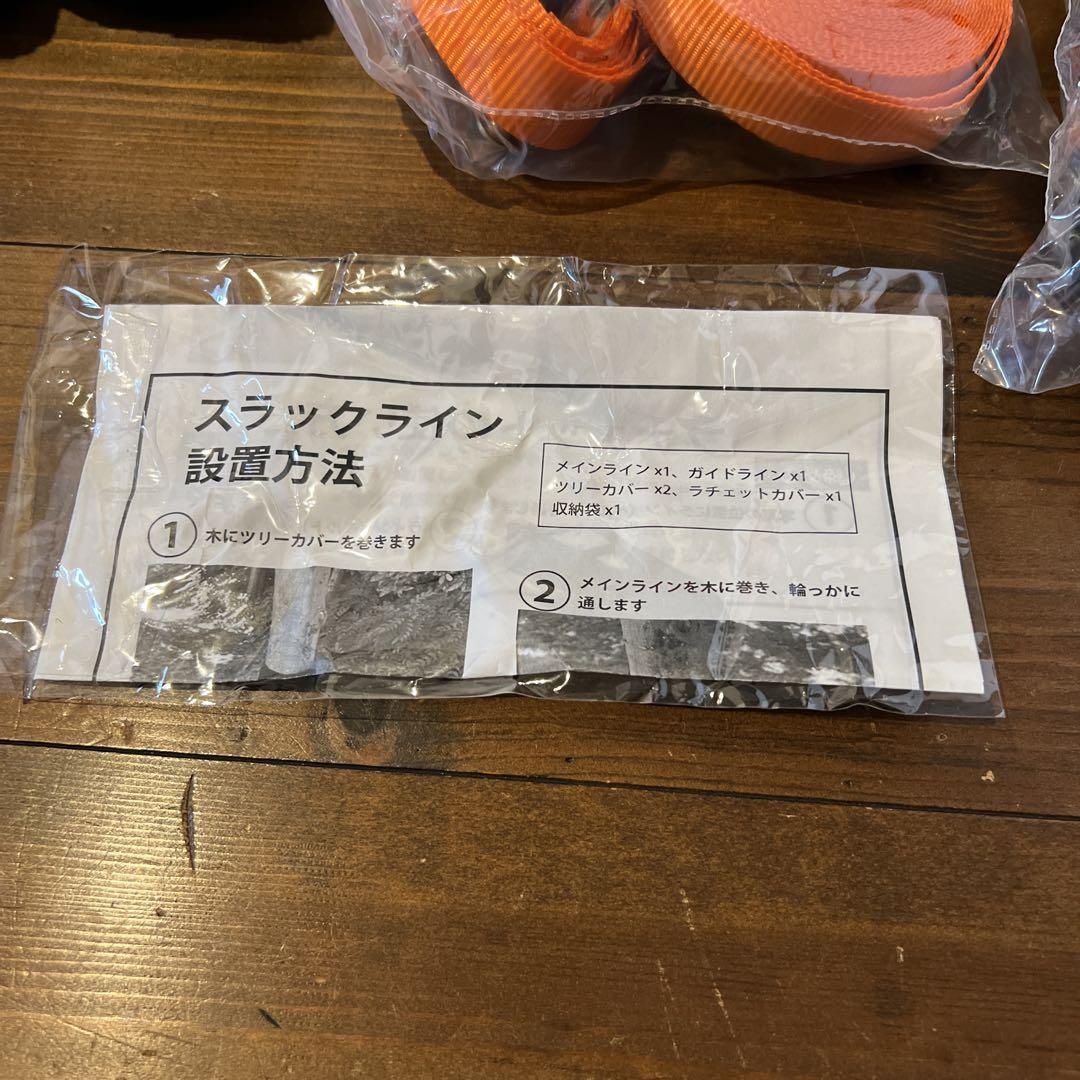 スラックライン
設置方法
メインライン x1、ガイドライン x1
ツリーカバー x2、ラチェットカバー x1
収納袋 x1
① 木にツリーカバーを巻きます
② メインラインを木に巻き、輪っかに
通します